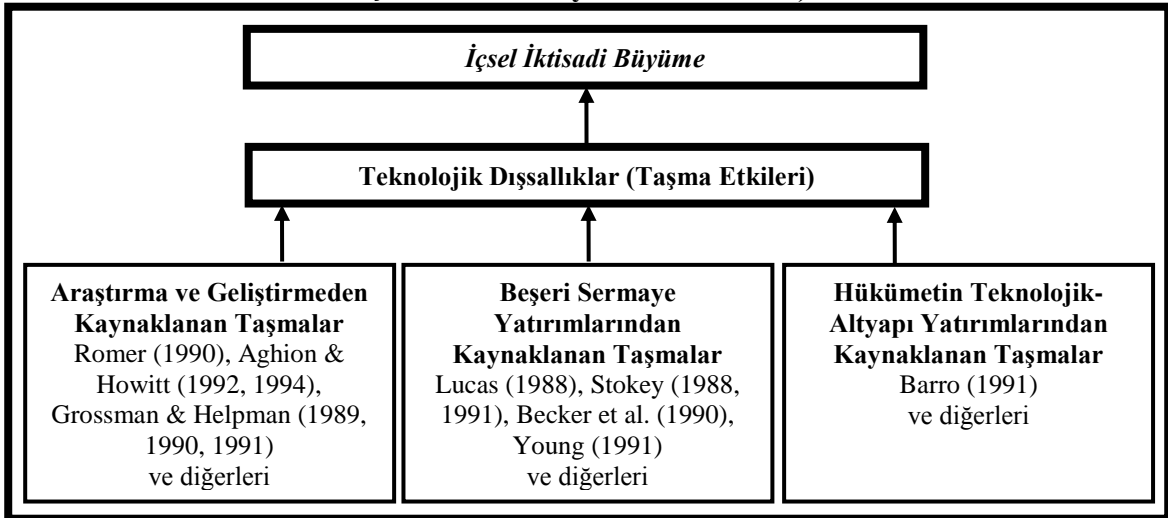 İçsel İktisadi Büyüme
Teknolojik Dışsallıklar (Taşma Etkileri)
Araştırma ve Geliştirmeden
Kaynaklanan Taşmalar
Romer (1990), Aghion &
Howitt (1992, 1994),
Grossman & Helpman (1989,
1990, 1991)
ve diğerleri
Beşeri Sermaye
Yatırımlarından
Kaynaklanan Taşmalar
Lucas (1988), Stokey (1988,
1991), Becker et al. (1990),
Young (1991)
ve diğerleri
Hükümetin Teknolojik-
Altyapı Yatırımlarından
Kaynaklanan Taşmalar
Barro (1991)
ve diğerleri